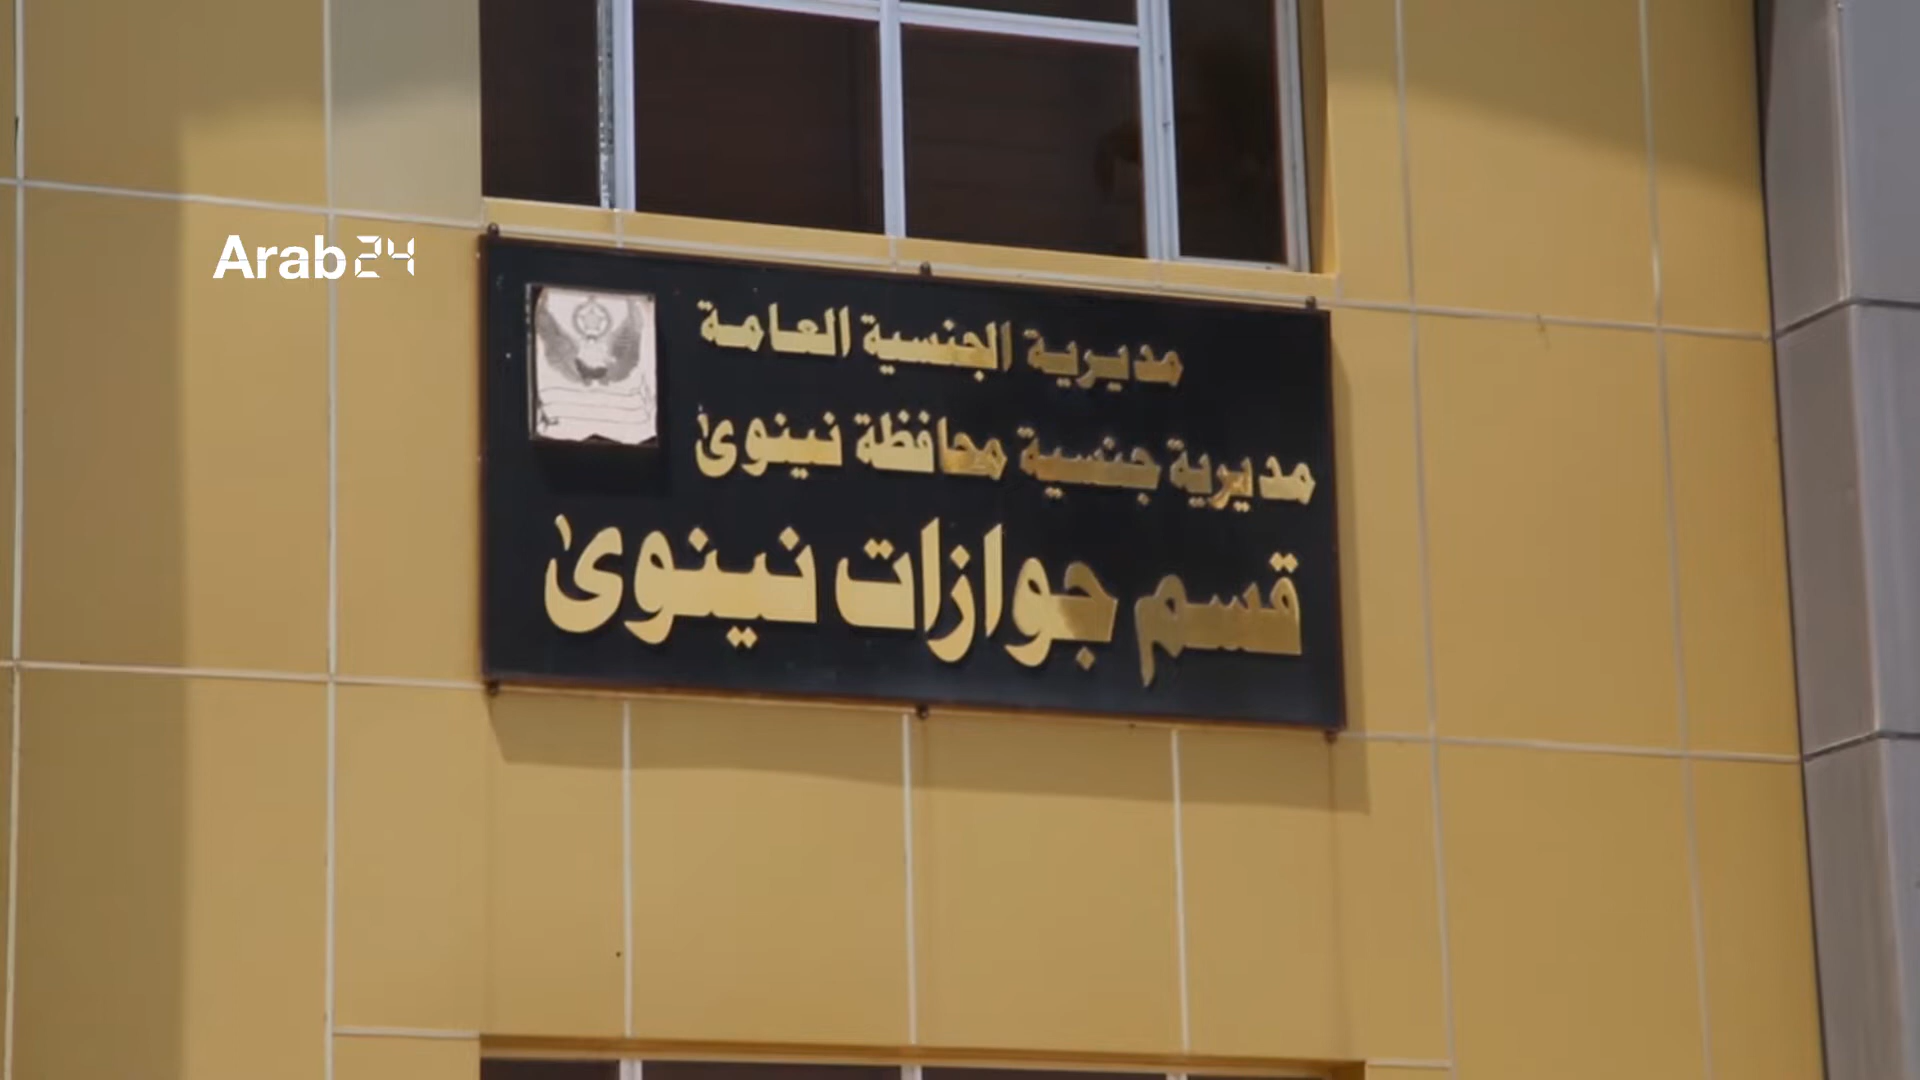 Arab24
مديرية الجنسية العامة
مديرية جنسية محافظة نينوى
قسم جوازات نينوى